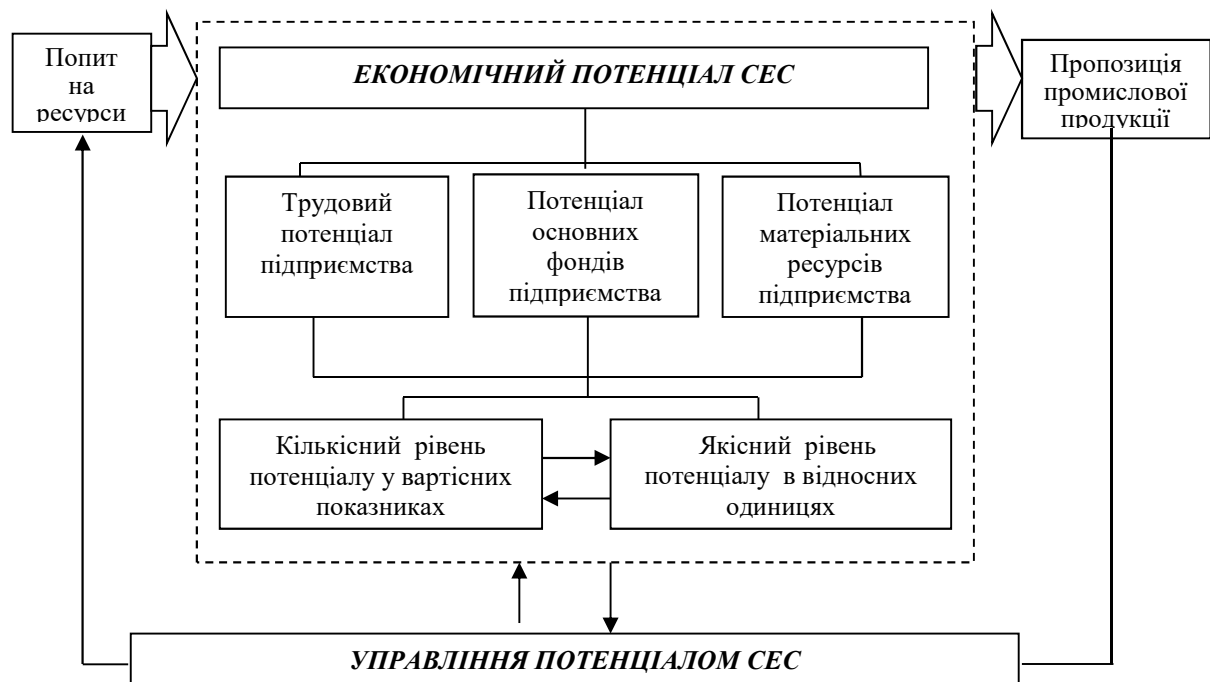 Попит
на
ресурси
ЕКОНОМІЧНИЙ ПОТЕНЦІАЛ СЕС
Пропозиція
промислової
продукції
Трудовий
потенціал
підприємства
Потенціал
основних
фондів
підприємства
Потенціал
матеріальних
ресурсів
підприємства
Кількісний рівень
потенціалу у вартісних
показниках
Якісний рівень
потенціалу в відносних
одиницях
УПРАВЛІННЯ ПОТЕНЦІАЛОМ СЕС